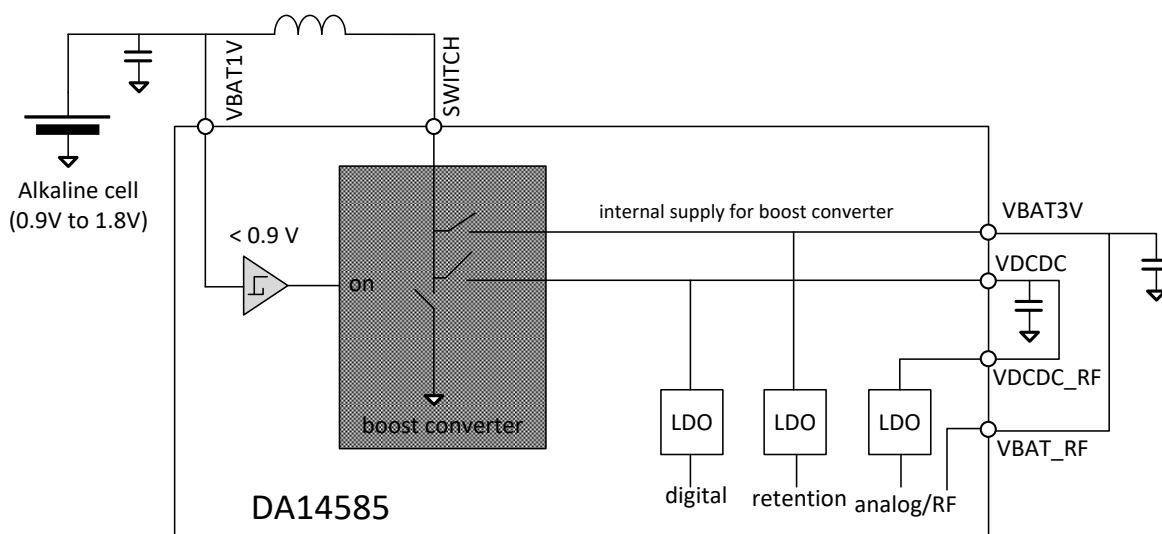 VBAT1V
SWITCH
Alkaline cell
(0.9V to 1.8V)
< 0.9 V
on
boost converter
internal supply for boost converter
VBAT3V
VDCDC
VDCDC_RF
VBAT_RF
LDO
LDO
LDO
digital
retention
analog/RF
DA14585